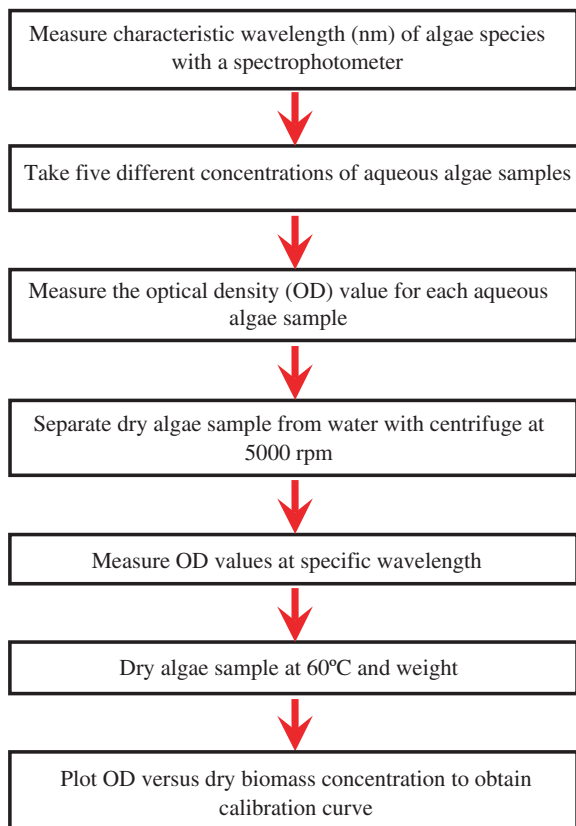 Measure characteristic wavelength (nm) of algae species
with a spectrophotometer
Take five different concentrations of aqueous algae samples
Measure the optical density (OD) value for each aqueous
algae sample
Separate dry algae sample from water with centrifuge at
5000 rpm
Measure OD values at specific wavelength
Dry algae sample at 60ºC and weight
Plot OD versus dry biomass concentration to obtain
calibration curve